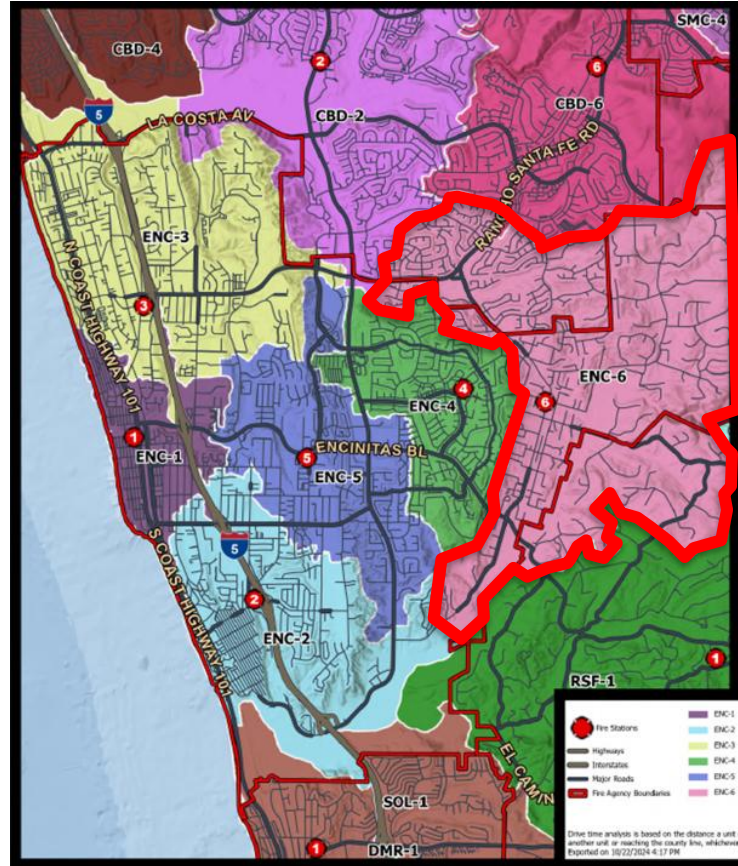 SMC-4
CBD-4
2
6
CBD-2
CBD-6
5
LA COSTA AV
RANCHO SANTA FE RD
ENC-3
N COAST HIGHWAY 101
3
ENC-6
4
ENC-4
6
1
ENC-1
ENCINITAS BL
5
ENC-5
5
S COAST HIGHWAY 101
2
ENC-2
1
RSF-1
EL CAMIN
SOL-1
1
DMR-1
Fire Stations
Highways
Interstates
Major Roads
Fire Agency Boundaries
ENC-1
ENC-2
ENC-3
ENC-4
ENC-5
ENC-6
Drive time analysis is based on the distance a unit
another unit or reaching the county line, whichever
Exported on 10/22/2024 4:17 PM